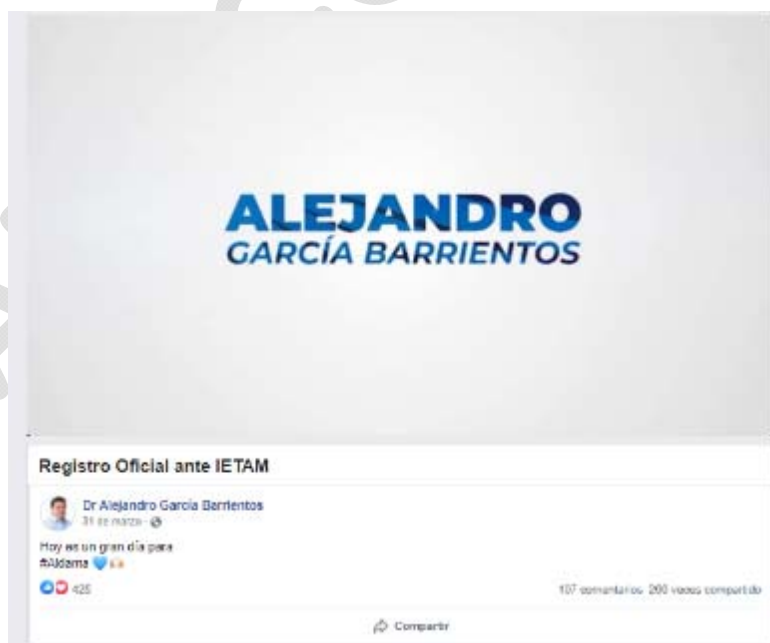 ALEJANDRO
GARCÍA BARRIENTOS
Registro Oficial ante IETAM
Dr Alejandro García Barrientos
31 de marzo ·
Hoy es un gran día para
#Aldama 💙🙌🏻
425
107 comentarios 260 veces compartido
Compartir